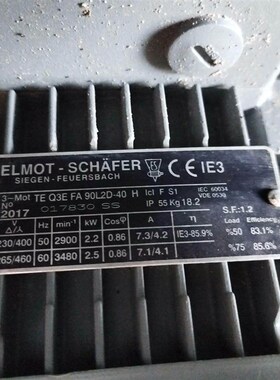 ELMOT - SCHÄFER IE3
SIEGEN-FEUERSBACH
3~Mot TE Q3E FA 90L2D-40 H Icl F S1 IEC 60034
VDE 0530
Nº 017830 SS IP 55 Kg 18.2
2017
Δ/⅄ Hz min⁻¹ kW Cosφ A η S.F.:1.2
Load Efficiency
230/400 50 2900 2.2 0.86 7.3/4.2 IE3-85.9% %50 83.1%
265/460 60 3480 2.5 0.86 7.1/4.1 %75 85.6%